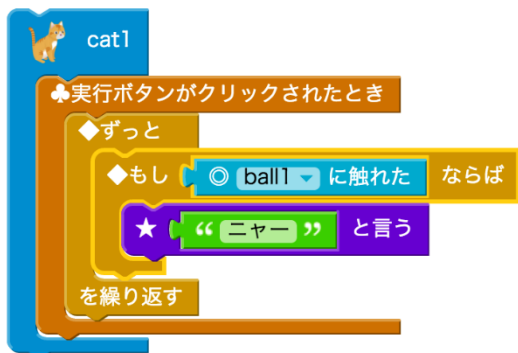 cat1
♣実行ボタンがクリックされたとき
◆ずっと
◆もし ◎ ball1 に触れた ならば
★ “ ニャー ” と言う
を繰り返す